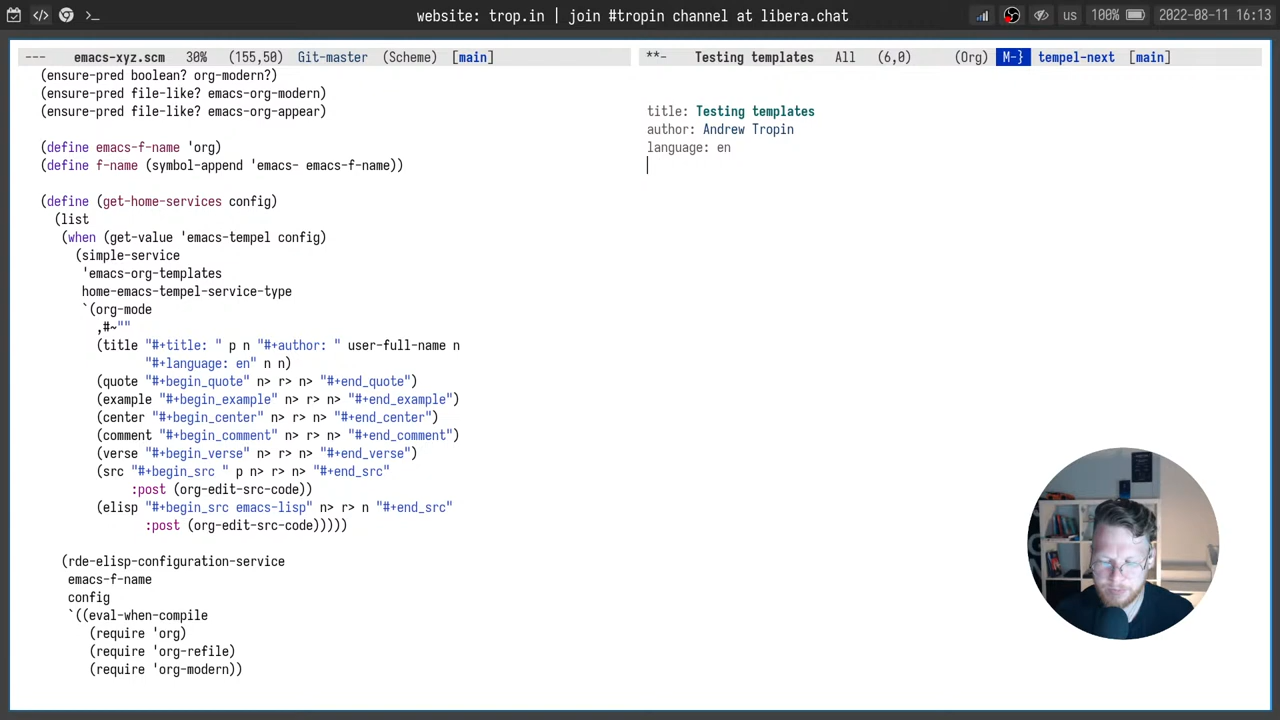 website: trop.in | join #tropin channel at libera.chat
us 100% 2022-08-11 16:13
--- emacs-xyz.scm 30% (155,50) Git-master (Scheme) [main]
(ensure-pred boolean? org-modern?)
(ensure-pred file-like? emacs-org-modern)
(ensure-pred file-like? emacs-org-appear)
(define emacs-f-name 'org)
(define f-name (symbol-append 'emacs- emacs-f-name))
(define (get-home-services config)
(list
(when (get-value 'emacs-tempel config)
(simple-service
'emacs-org-templates
home-emacs-tempel-service-type
`(org-mode
,#~""
(title "#+title: " p n "#+author: " user-full-name n
"#+language: en" n n)
(quote "#+begin_quote" n> r> n> "#+end_quote")
(example "#+begin_example" n> r> n> "#+end_example")
(center "#+begin_center" n> r> n> "#+end_center")
(comment "#+begin_comment" n> r> n> "#+end_comment")
(verse "#+begin_verse" n> r> n> "#+end_verse")
(src "#+begin_src " p n> r> n> "#+end_src"
:post (org-edit-src-code))
(elisp "#+begin_src emacs-lisp" n> r> n "#+end_src"
:post (org-edit-src-code)))))
(rde-elisp-configuration-service
emacs-f-name
config
`((eval-when-compile
(require 'org)
(require 'org-refile)
(require 'org-modern))
**- Testing templates All (6,0) (Org) M-} tempel-next [main]
title: Testing templates
author: Andrew Tropin
language: en